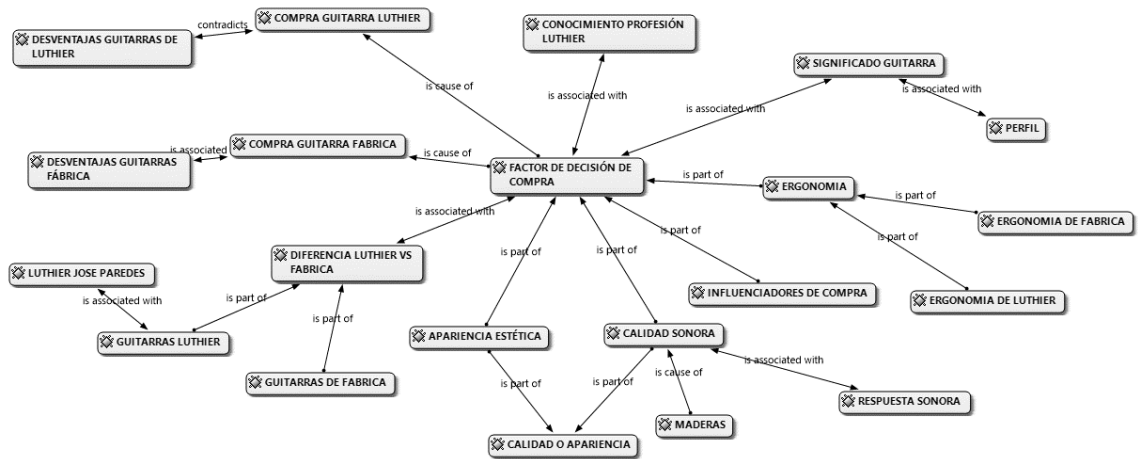 COMPRA GUITARRA LUTHIER
contradicts
DESVENTAJAS GUITARRAS DE
LUTHIER
CONOCIMIENTO PROFESIÓN
LUTHIER
SIGNIFICADO GUITARRA
is cause of
is associated with
is associated with
is associated with
PERFIL
COMPRA GUITARRA FABRICA
is associated
DESVENTAJAS GUITARRAS
FÁBRICA
is cause of
FACTOR DE DECISIÓN DE
COMPRA
is part of
ERGONOMIA
is part of
ERGONOMIA DE FABRICA
is associated with
is part of
is part of
is part of
is part of
DIFERENCIA LUTHIER VS
FABRICA
LUTHIER JOSE PAREDES
is associated with
is part of
is part of
INFLUENCIADORES DE COMPRA
ERGONOMIA DE LUTHIER
GUITARRAS LUTHIER
APARIENCIA ESTÉTICA
CALIDAD SONORA
is associated with
GUITARRAS DE FABRICA
is part of
is part of
is cause of
RESPUESTA SONORA
MADERAS
CALIDAD O APARIENCIA